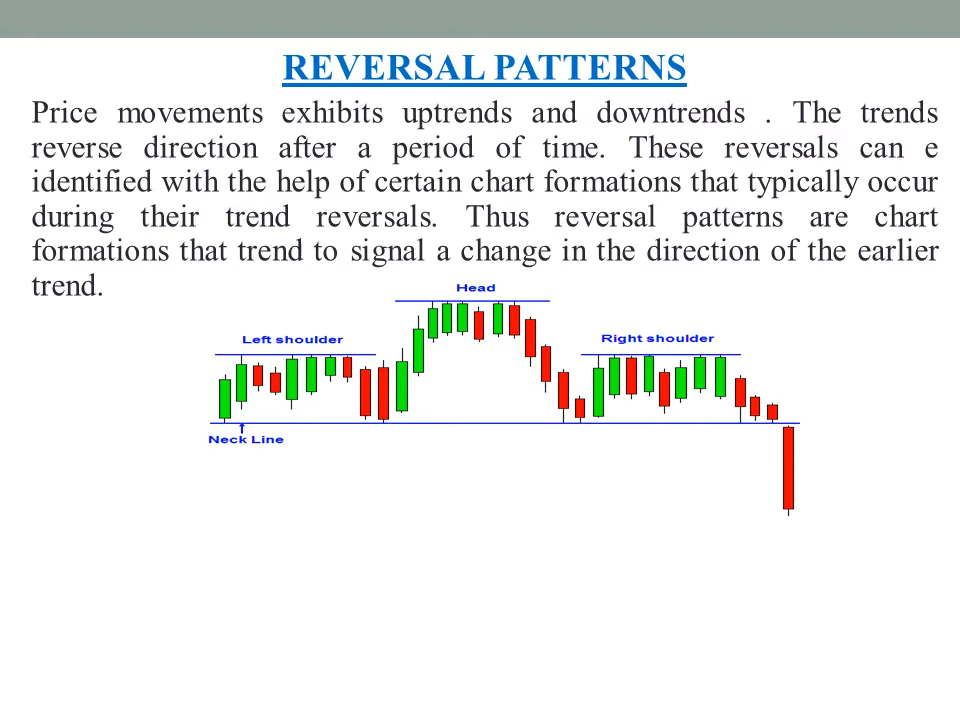 REVERSAL PATTERNS
Price movements exhibits uptrends and downtrends . The trends
reverse direction after a period of time. These reversals can e
identified with the help of certain chart formations that typically occur
during their trend reversals. Thus reversal patterns are chart
formations that trend to signal a change in the direction of the earlier
trend.
Head
Left shoulder
Right shoulder
Neck Line